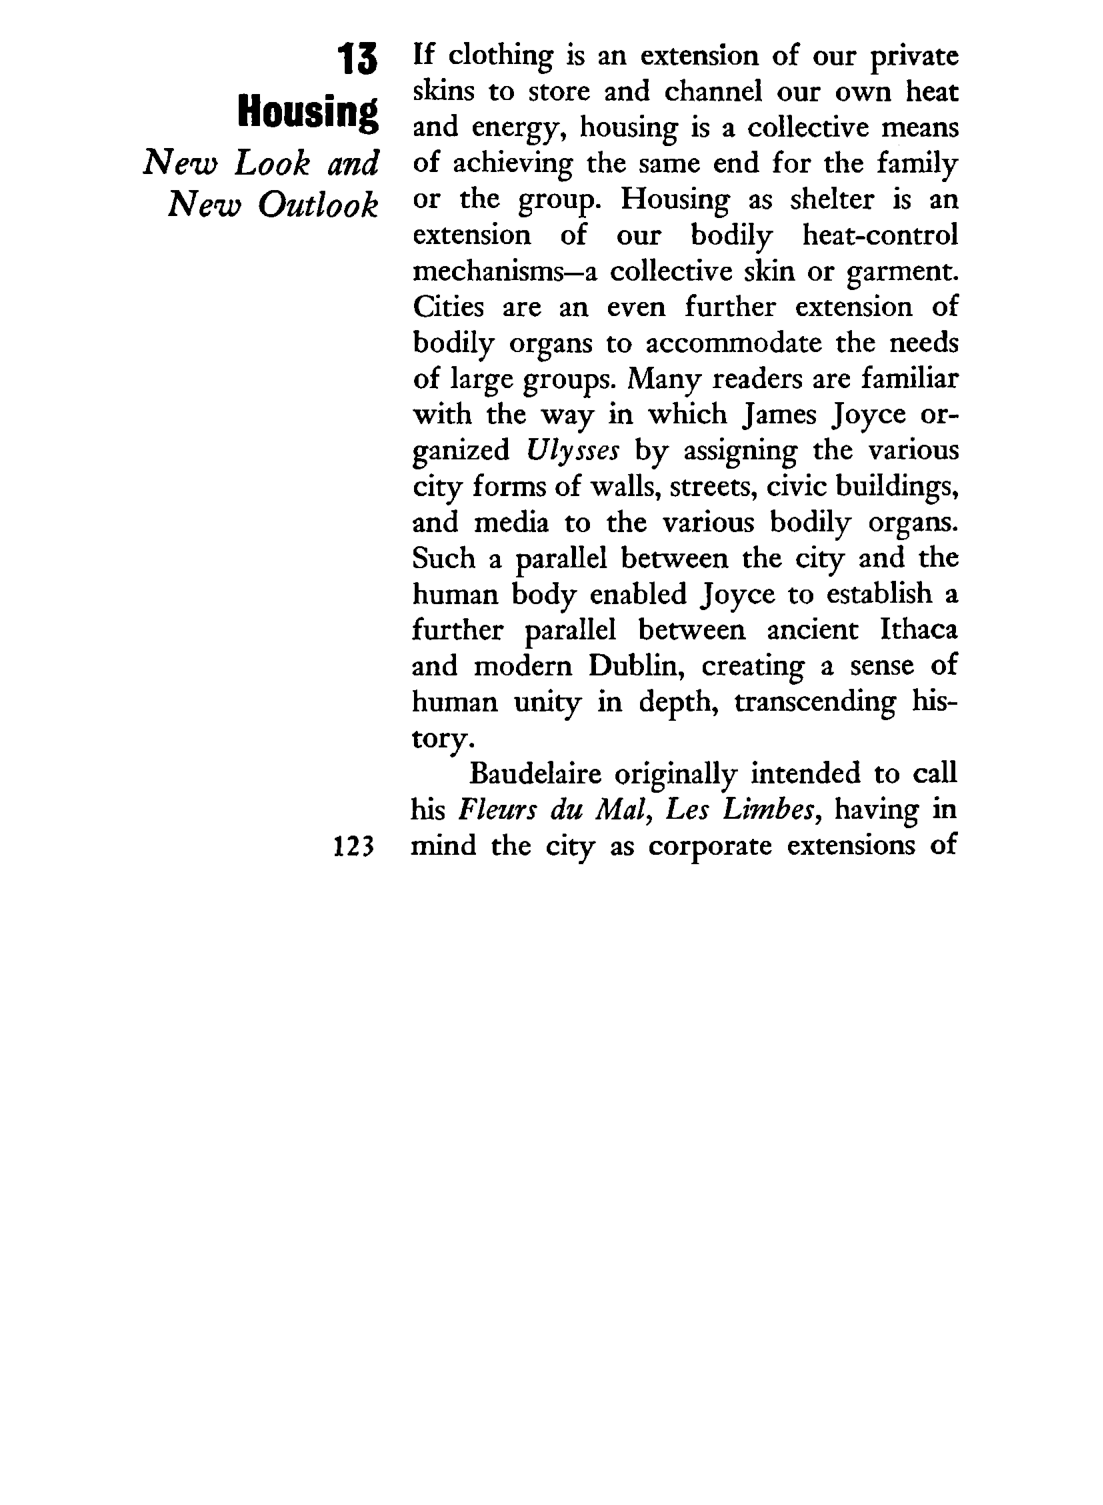 13
Housing
New Look and
New Outlook
If clothing is an extension of our private
skins to store and channel our own heat
and energy, housing is a collective means
of achieving the same end for the family
or the group. Housing as shelter is an
extension of our bodily heat-control
mechanisms—a collective skin or garment.
Cities are an even further extension of
bodily organs to accommodate the needs
of large groups. Many readers are familiar
with the way in which James Joyce or-
ganized Ulysses by assigning the various
city forms of walls, streets, civic buildings,
and media to the various bodily organs.
Such a parallel between the city and the
human body enabled Joyce to establish a
further parallel between ancient Ithaca
and modern Dublin, creating a sense of
human unity in depth, transcending his-
tory.
Baudelaire originally intended to call
his Fleurs du Mal, Les Limbes, having in
mind the city as corporate extensions of
123